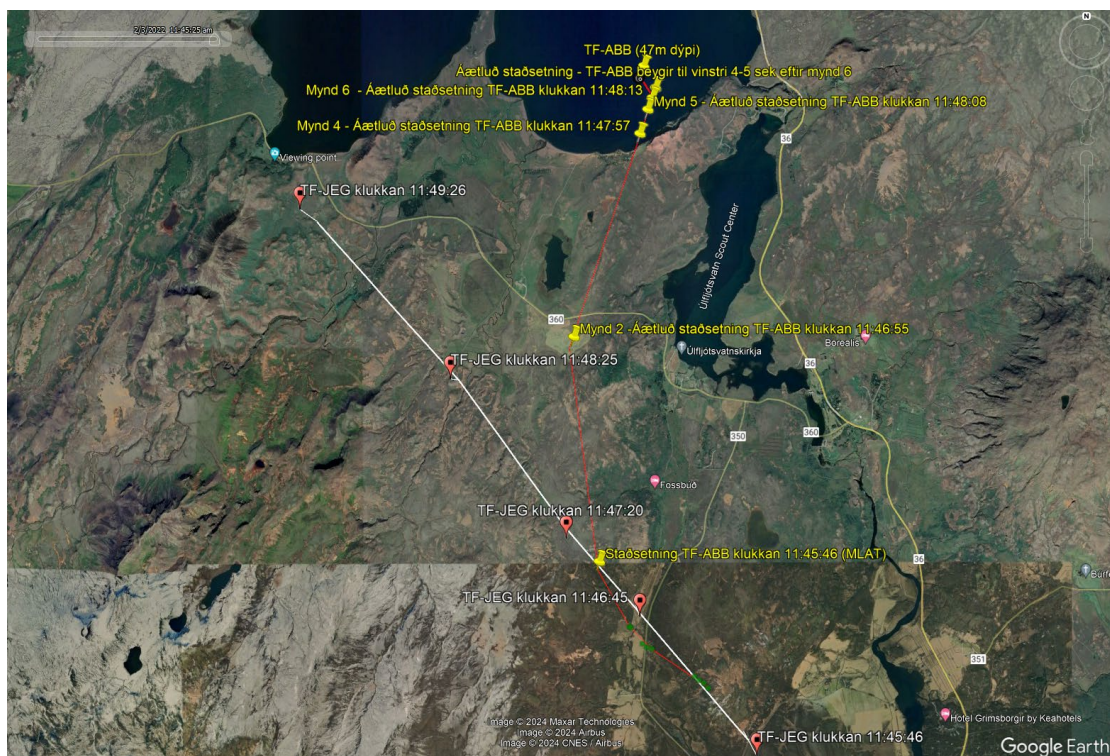 2/3/2022 11:45:25 am
N
TF-ABB (47m dýpi)
Áætluð staðsetning - TF-ABB beygir til vinstri 4-5 sek eftir mynd 6
Mynd 6 - Áætluð staðsetning TF-ABB klukkan 11:48:13
Mynd 5 - Áætluð staðsetning TF-ABB klukkan 11:48:08
Mynd 4 - Áætluð staðsetning TF-ABB klukkan 11:47:57
36
Viewing point
TF-JEG klukkan 11:49.26
Úlfljótsvatn Scout Center
360
Mynd 2 -Áætluð staðsetning TF-ABB klukkan 11:46:55
Úlfljótsvatnskirkja
Borealis
36
TF-JEG klukkan 11:48:25
360
350
Fossbúð
TF-JEG klukkan 11:47:20
Staðsetning TF-ABB klukkan 11:45:46 (MLAT)
36
TF-JEG klukkan 11:46:45
351
Hotel Grimsborgir by Keahotels
Image © 2024 Maxar Technologies
Image © 2024 Airbus
Image © 2024 CNES / Airbus
TF-JEG klukkan 11:45:46
Google Earth